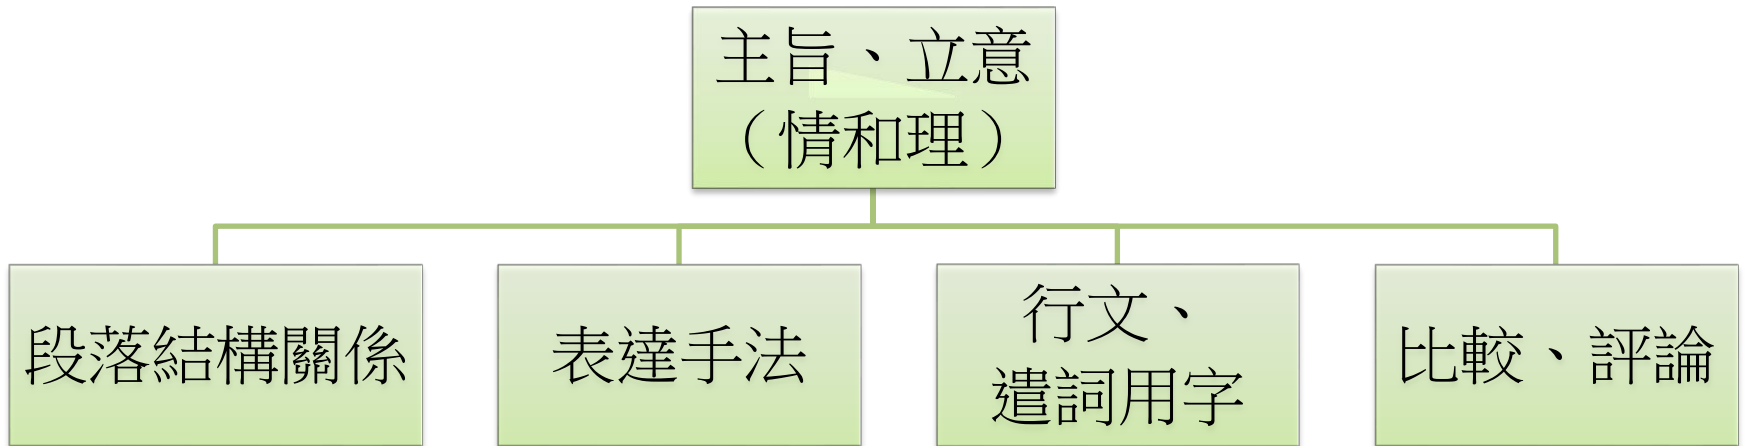 主旨、立意
（情和理）
段落結構關係
表達手法
行文、
遣詞用字
比較、評論